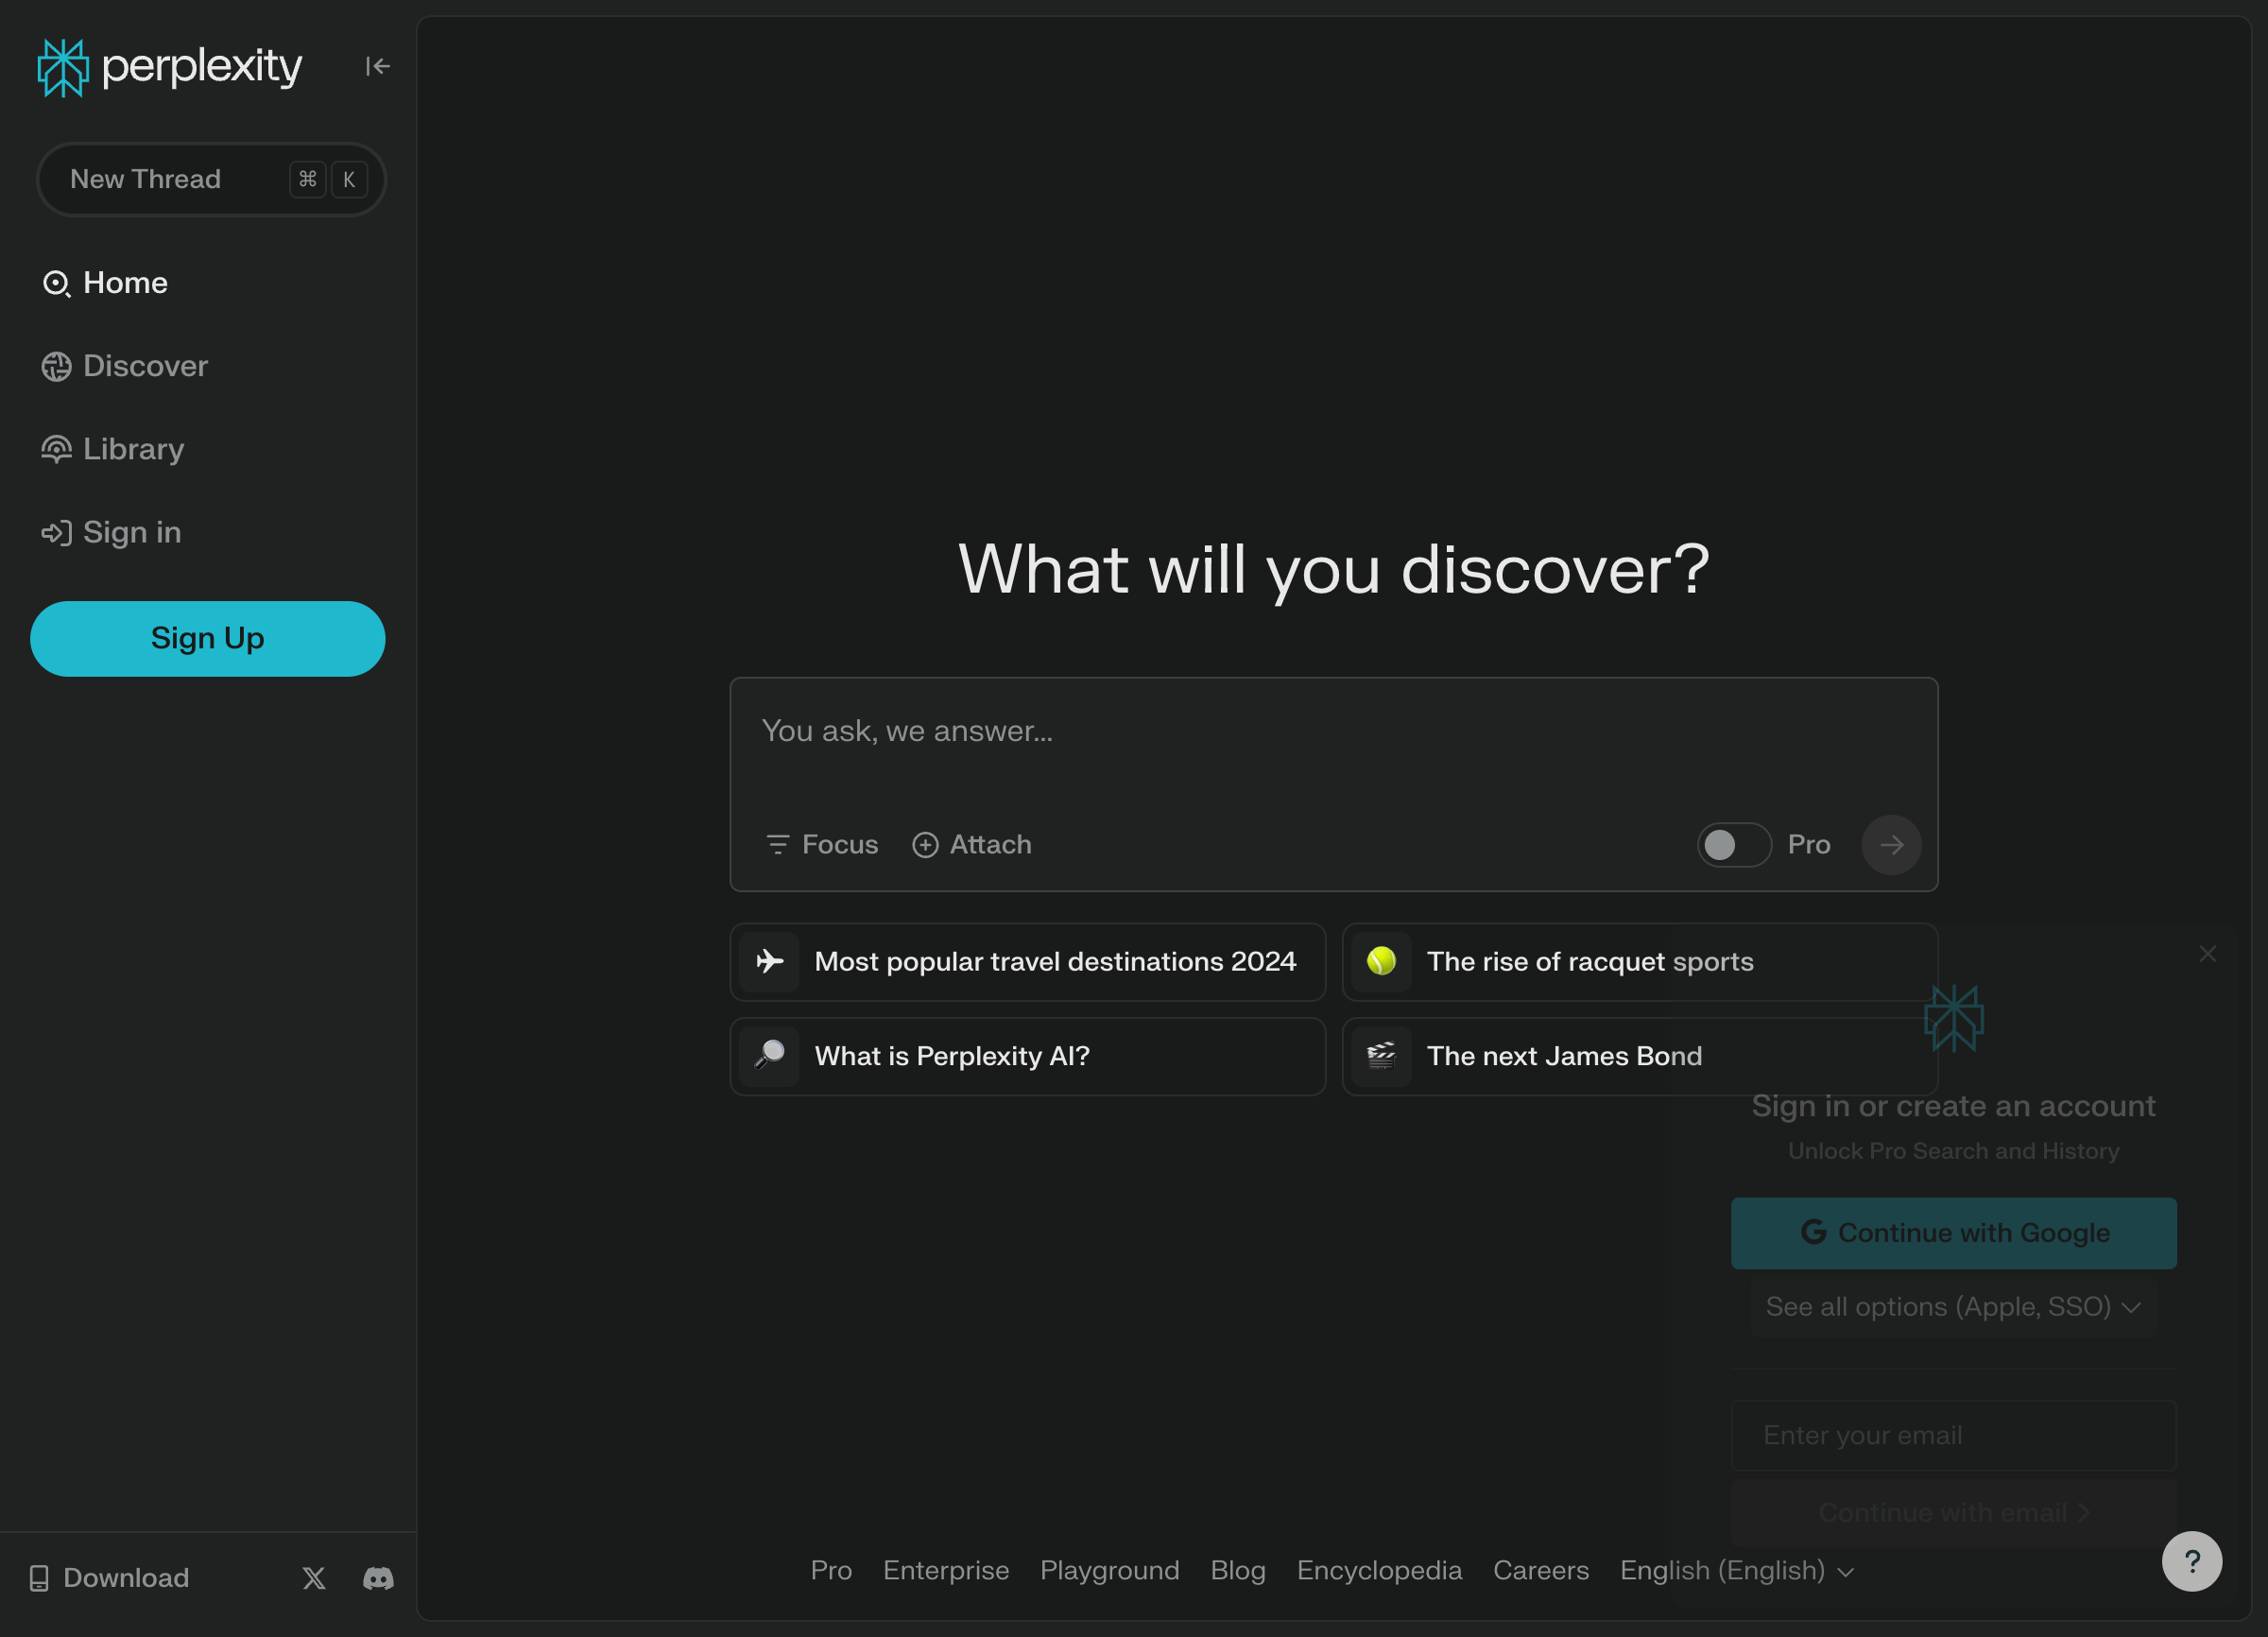 perplexity
New Thread ⌘ K
Home
Discover
Library
Sign in
Sign Up
What will you discover?
You ask, we answer...
Focus
Attach
Pro
Most popular travel destinations 2024
The rise of racquet sports
What is Perplexity AI?
The next James Bond
Sign in or create an account
Unlock Pro Search and History
G Continue with Google
See all options (Apple, SSO)
Enter your email
Continue with email
Download
Pro Enterprise Playground Blog Encyclopedia Careers English (English)
?